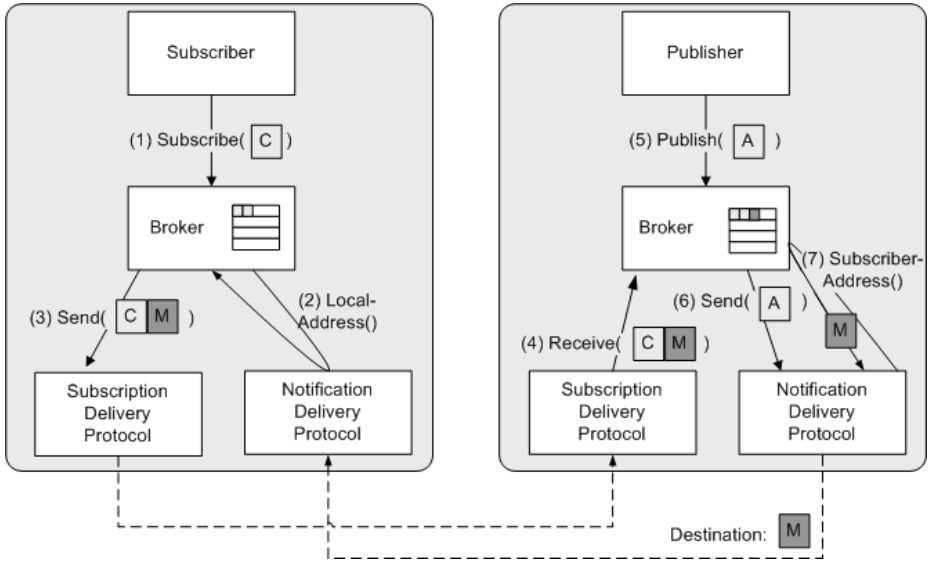 Subscriber
(1) Subscribe( C )
Broker
(2) Local-
Address()
(3) Send( C M )
Subscription
Delivery
Protocol
Notification
Delivery
Protocol
Publisher
(5) Publish( A )
Broker
(7) Subscriber-
Address()
(6) Send( A )
M
(4) Receive( C M )
Subscription
Delivery
Protocol
Notification
Delivery
Protocol
Destination: M